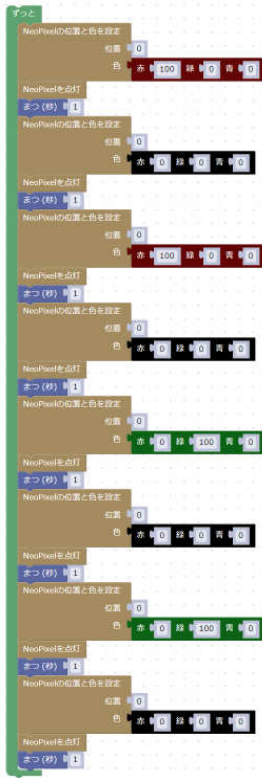 ずっと
NeoPixelの位置と色を設定
位置 0
色 赤 100 緑 0 青 0
NeoPixelを点灯
まつ (秒) 1
NeoPixelの位置と色を設定
位置 0
色 赤 0 緑 0 青 0
NeoPixelを点灯
まつ (秒) 1
NeoPixelの位置と色を設定
位置 0
色 赤 100 緑 0 青 0
NeoPixelを点灯
まつ (秒) 1
NeoPixelの位置と色を設定
位置 0
色 赤 0 緑 0 青 0
NeoPixelを点灯
まつ (秒) 1
NeoPixelの位置と色を設定
位置 0
色 赤 0 緑 100 青 0
NeoPixelを点灯
まつ (秒) 1
NeoPixelの位置と色を設定
位置 0
色 赤 0 緑 0 青 0
NeoPixelを点灯
まつ (秒) 1
NeoPixelの位置と色を設定
位置 0
色 赤 0 緑 100 青 0
NeoPixelを点灯
まつ (秒) 1
NeoPixelの位置と色を設定
位置 0
色 赤 0 緑 0 青 0
NeoPixelを点灯
まつ (秒) 1